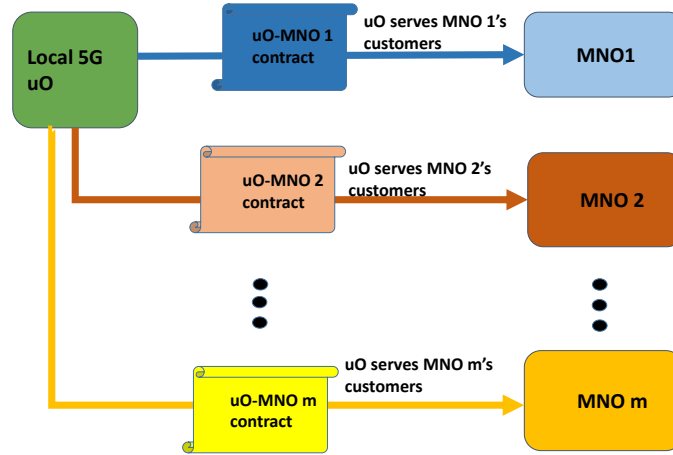 Local 5G
uO
uO-MNO 1
contract
uO serves MNO 1's
customers
MNO1
uO-MNO 2
contract
uO serves MNO 2's
customers
MNO 2
uO-MNO m
contract
uO serves MNO m's
customers
MNO m